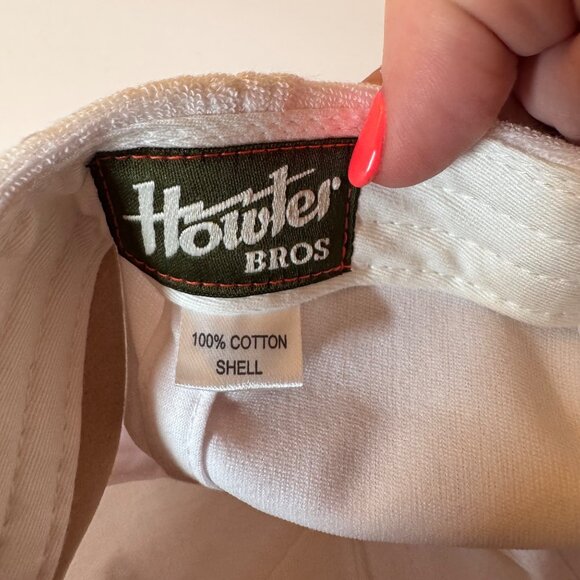 Howler
BROS
100% COTTON
SHELL